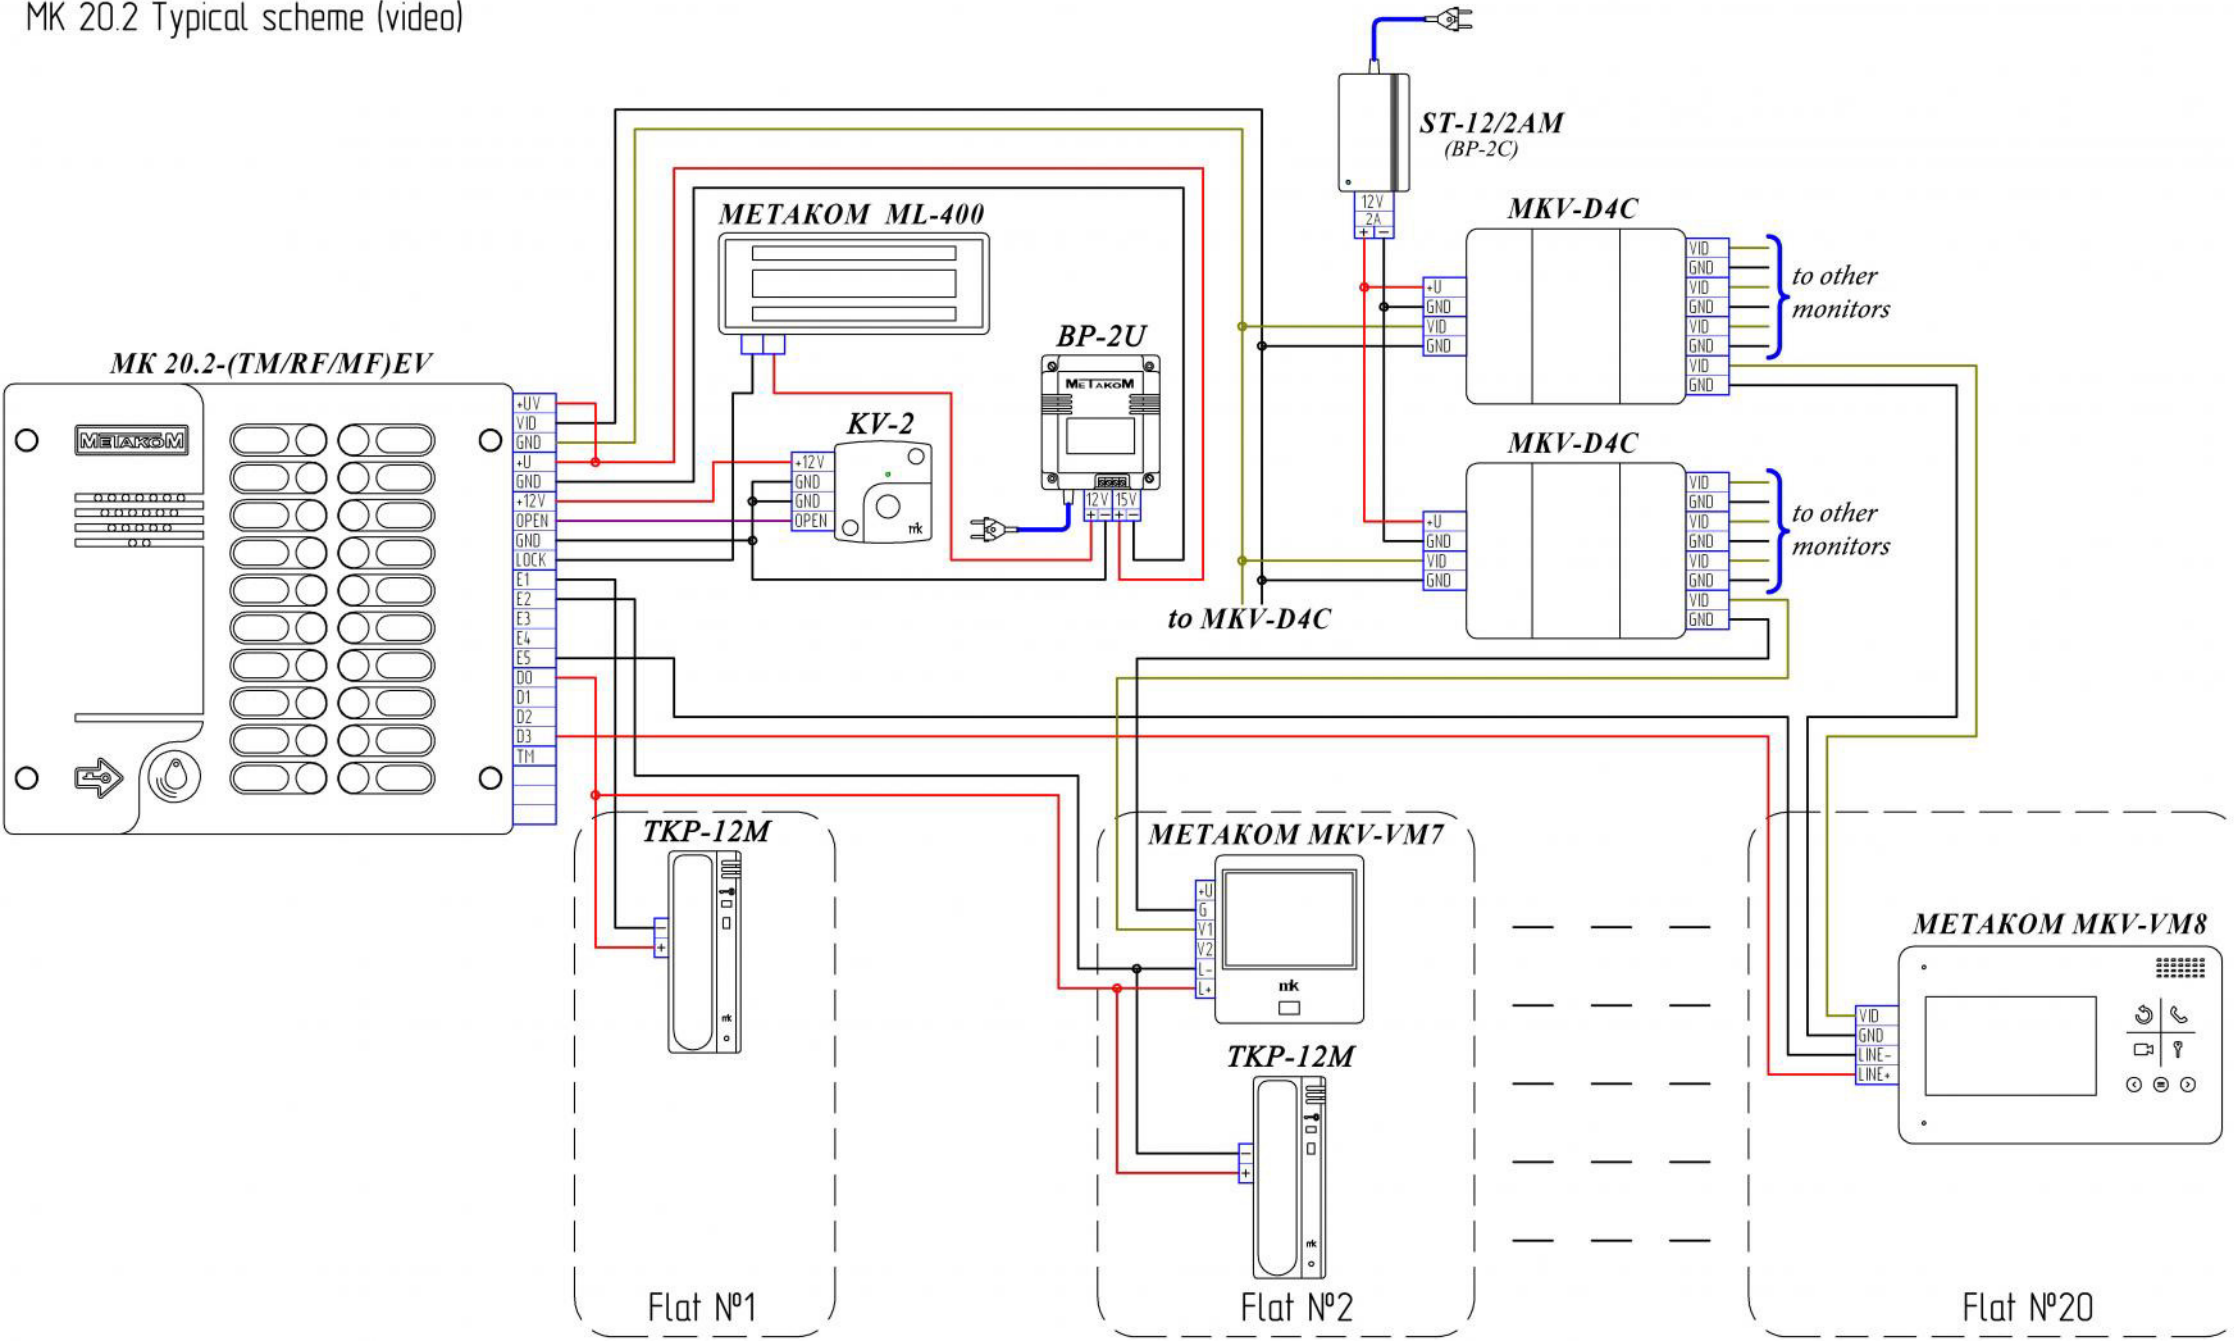 MK 20.2 Typical scheme (video)
ST-12/2AM
(BP-2C)
12V
2A
+ −
METAKOM ML-400
MKV-D4C
+U
GND
VID
GND
VID
GND
VID
GND
VID
GND
VID
GND
to other
monitors
BP-2U
METAKOM
12V 15V
+ − + −
KV-2
+12V
GND
GND
OPEN
mk
MKV-D4C
+U
GND
VID
GND
VID
GND
VID
GND
VID
GND
VID
GND
to other
monitors
to MKV-D4C
MK 20.2-(TM/RF/MF)EV
METAKOM
+UV
VID
GND
+U
GND
+12V
OPEN
GND
LOCK
E1
E2
E3
E4
E5
D0
D1
D2
D3
TM
TKP-12M
−
+
mk
Flat Nº1
METAKOM MKV-VM7
+U
G
V1
V2
L-
L+
mk
TKP-12M
−
+
mk
Flat Nº2
METAKOM MKV-VM8
VID
GND
LINE-
LINE+
Flat Nº20